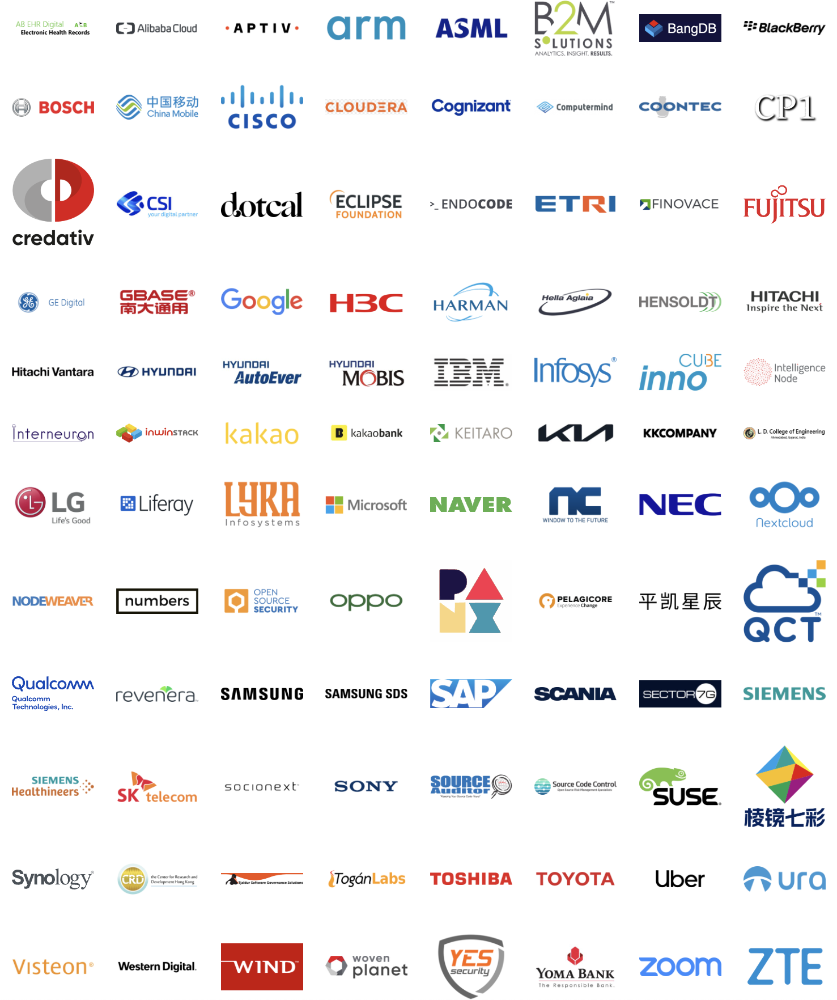 AB EHR Digital A B
Electronic Health Records
Alibaba Cloud
• APTIV •
arm
ASML
B2M™
SOLUTIONS
ANALYTICS. INSIGHT. RESULTS.
BangDB
BlackBerry
BOSCH
中国移动
China Mobile
CISCO
CLOUDERA
Cognizant
Computermind
COONTEC
CP1
credativ
CSI
your digital partner
dotcal
ECLIPSE
FOUNDATION
>_ ENDOCODE
ETRI
FINOVACE
FUJITSU
GE Digital
GBASE®
南大通用
Google
H3C
HARMAN
Hella Aglaia
HENSOLDT
HITACHI
Inspire the Next
Hitachi Vantara
HYUNDAI
HYUNDAI
AutoEver
HYUNDAI
MOBIS
IBM®
Infosys®
CUBE
inno
Intelligence
Node
Interneuron
inwinSTACK
kakao
B kakaobank
KEITARO
KIA
KKCOMPANY
L. D. College of Engineering
Ahmedabad, Gujarat, India
LG
Life's Good
Liferay
LYRA
Infosystems
Microsoft
NAVER
NC
WINDOW TO THE FUTURE
NEC
Nextcloud
NODEWEAVER
numbers
OPEN
SOURCE
SECURITY
oppo
PA
NX
PELAGICORE
Experience Change
平凯星辰
QCT™
Qualcomm
Qualcomm
Technologies, Inc.
revenera™
SAMSUNG
SAMSUNG SDS
SAP
SCANIA
SECTOR7G
SIEMENS
SIEMENS
Healthineers
SK telecom
socionext™
SONY
SOURCE
Auditor
"Keeping Your Source Code Yours"
Source Code Control
Open Source Risk Management Specialists
SUSE®
棱镜七彩
Synology®
CRD
the Center for Research and
Development Hong Kong
Tjaldur Software Governance Solutions
TogánLabs
TOSHIBA
TOYOTA
Uber
ura
Visteon®
Western Digital.
WIND™
woven
planet
YES
security
YOMA BANK
The Responsible Bank.
zoom
ZTE